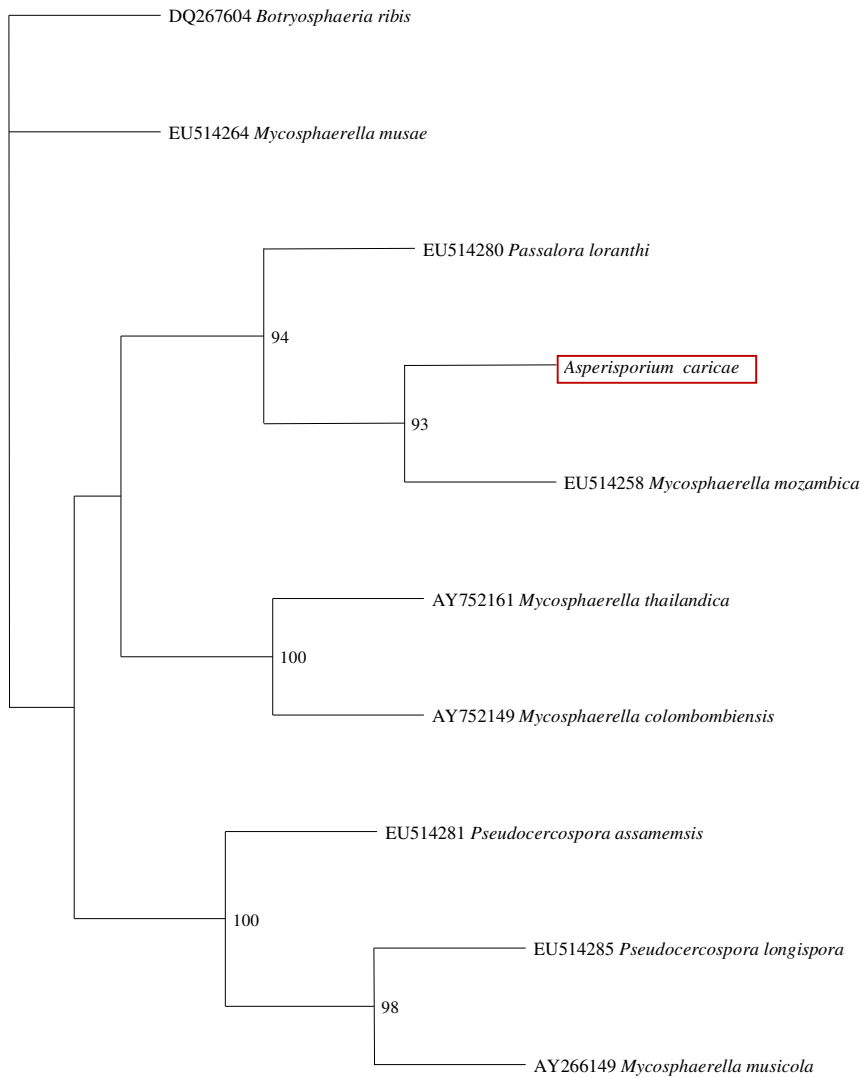 DQ267604 Botryosphaeria ribis
EU514264 Mycosphaerella musae
EU514280 Passalora loranthi
94
Asperisporium caricae
93
EU514258 Mycosphaerella mozambica
AY752161 Mycosphaerella thailandica
100
AY752149 Mycosphaerella colombombiensis
EU514281 Pseudocercospora assamemsis
100
EU514285 Pseudocercospora longispora
98
AY266149 Mycosphaerella musicola